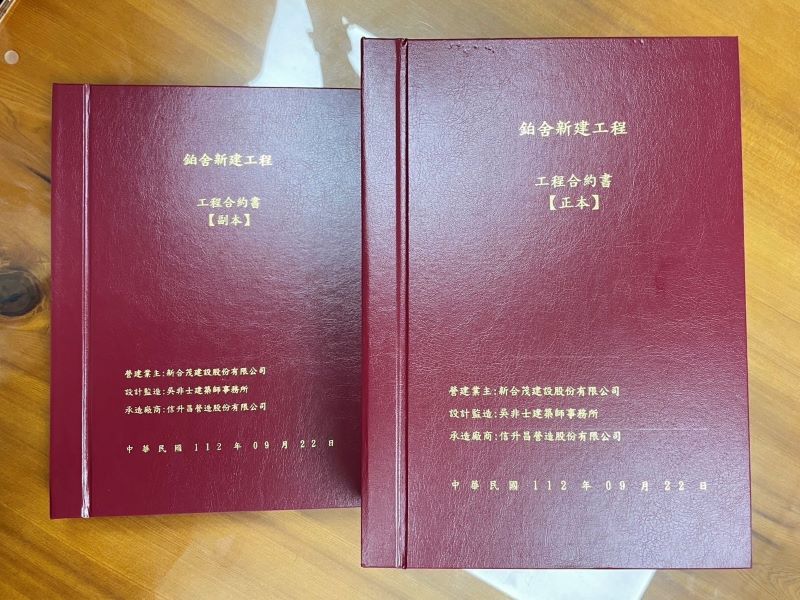 鉑舍新建工程
工程合約書
【副本】
營建業主:新合茂建設股份有限公司
設計監造:吳非士建築師事務所
承造廠商:信升昌營造股份有限公司
中華民國 112 年 09 月 22 日
鉑舍新建工程
工程合約書
【正本】
營建業主:新合茂建設股份有限公司
設計監造:吳非士建築師事務所
承造廠商:信升昌營造股份有限公司
中華民國 112 年 09 月 22 日